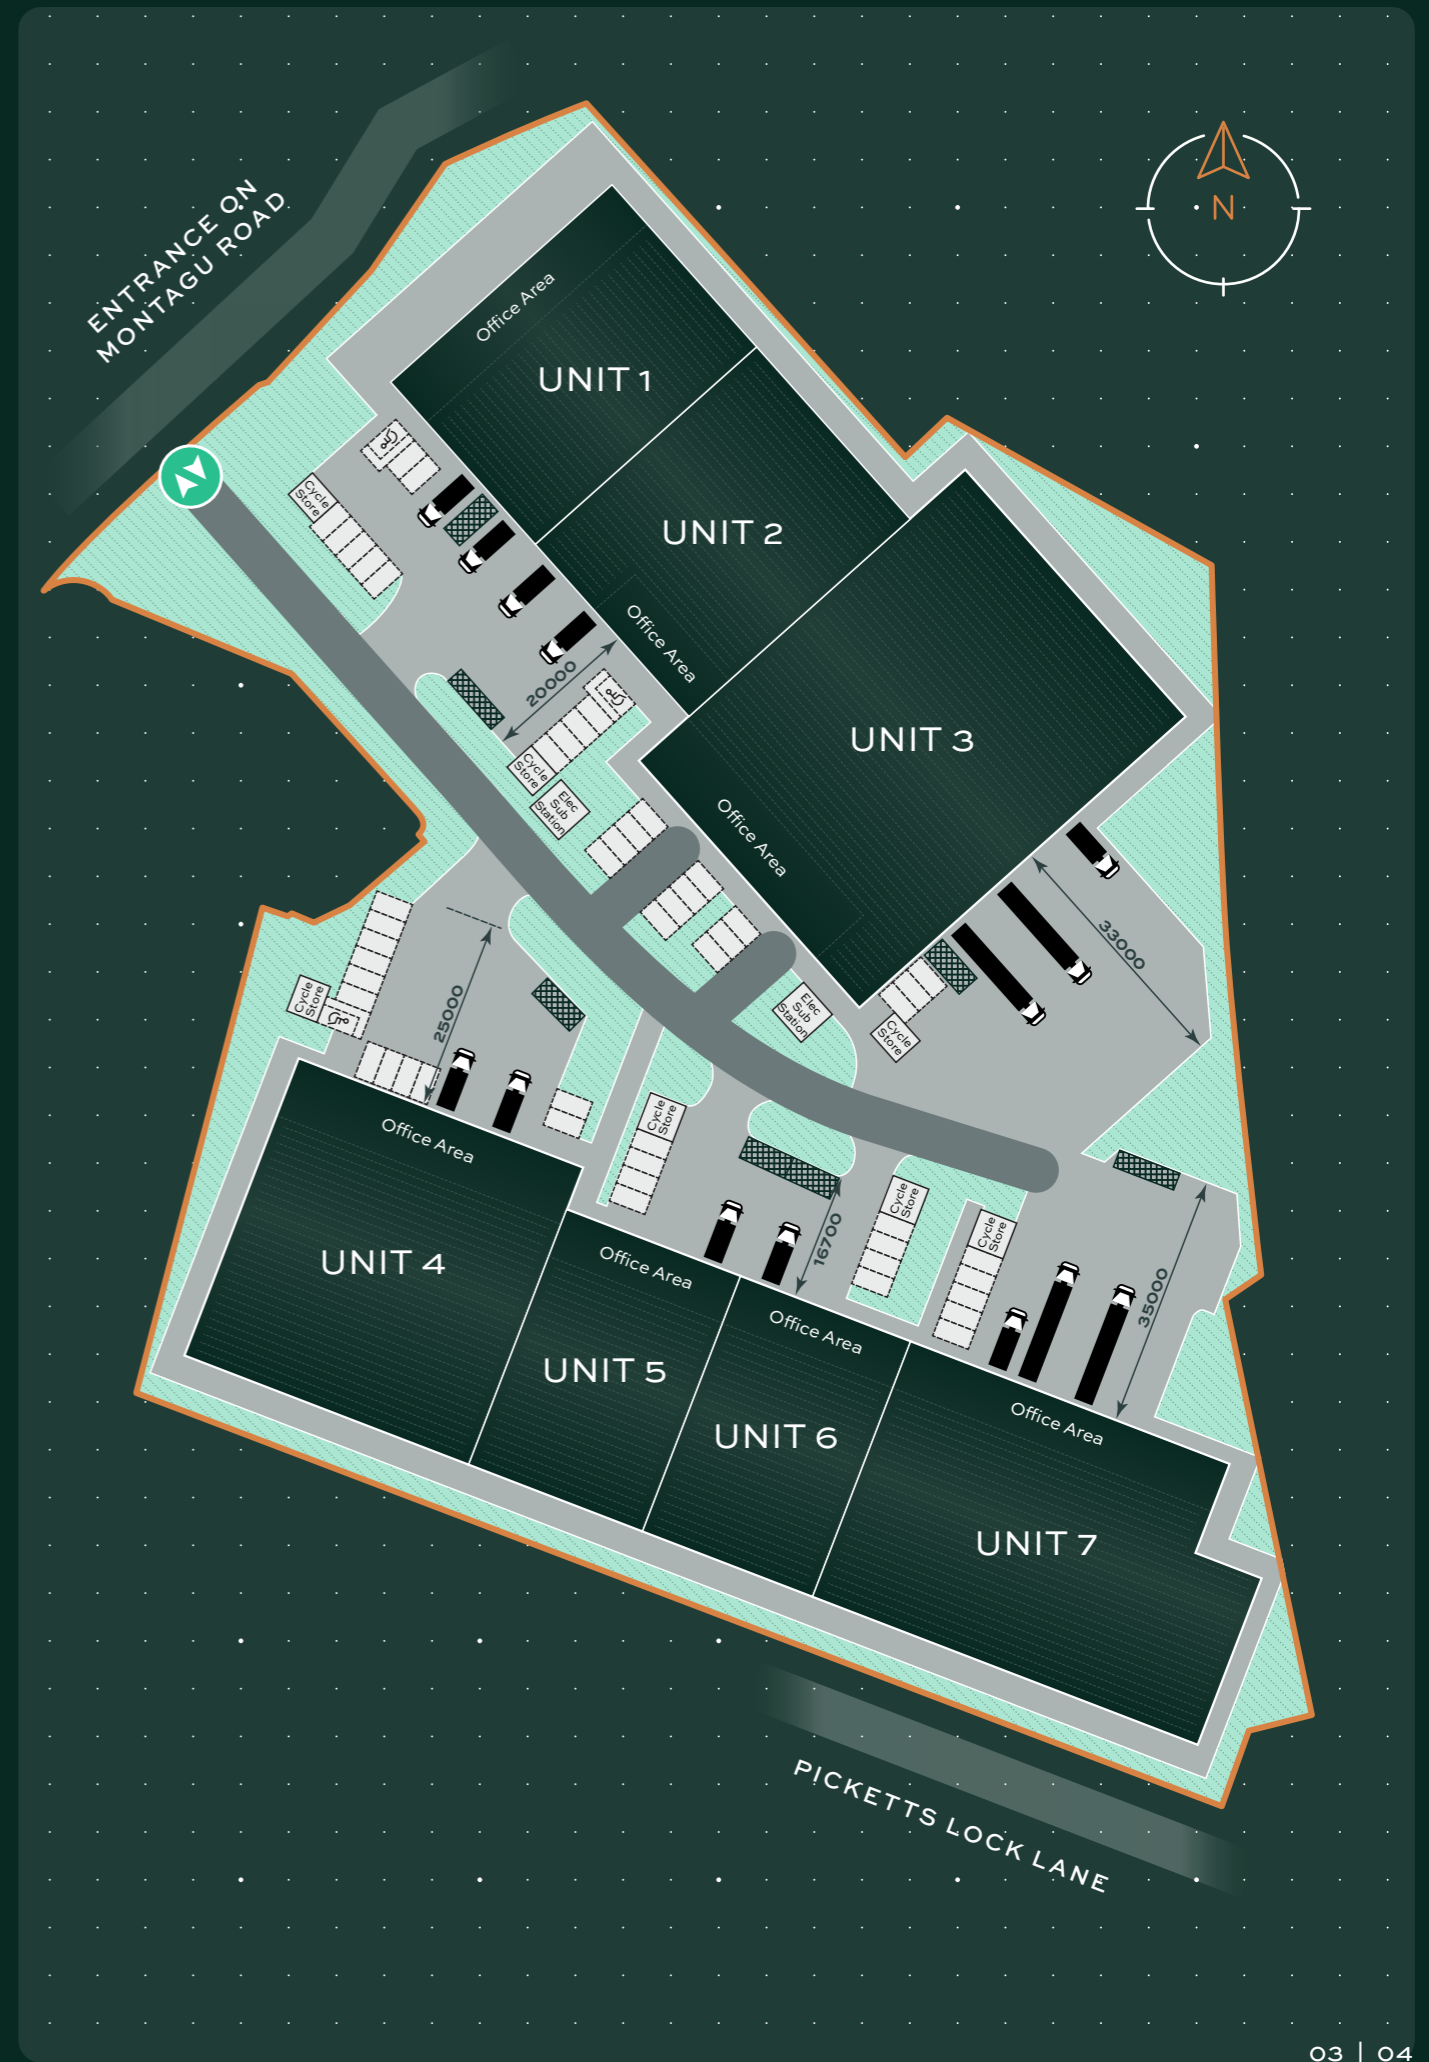 ENTRANCE ON
MONTAGU ROAD
N
Office Area
UNIT 1
Cycle
Store
UNIT 2
Office Area
20000
Cycle
Store
Elec
Sub
Station
UNIT 3
Office Area
33000
Cycle
Store
25000
Elec
Sub
Station
Cycle
Store
Office Area
UNIT 4
Cycle
Store
Office Area
UNIT 5
16700
Cycle
Store
Office Area
UNIT 6
Cycle
Store
35000
Office Area
UNIT 7
PICKETTS LOCK LANE
03 | 04